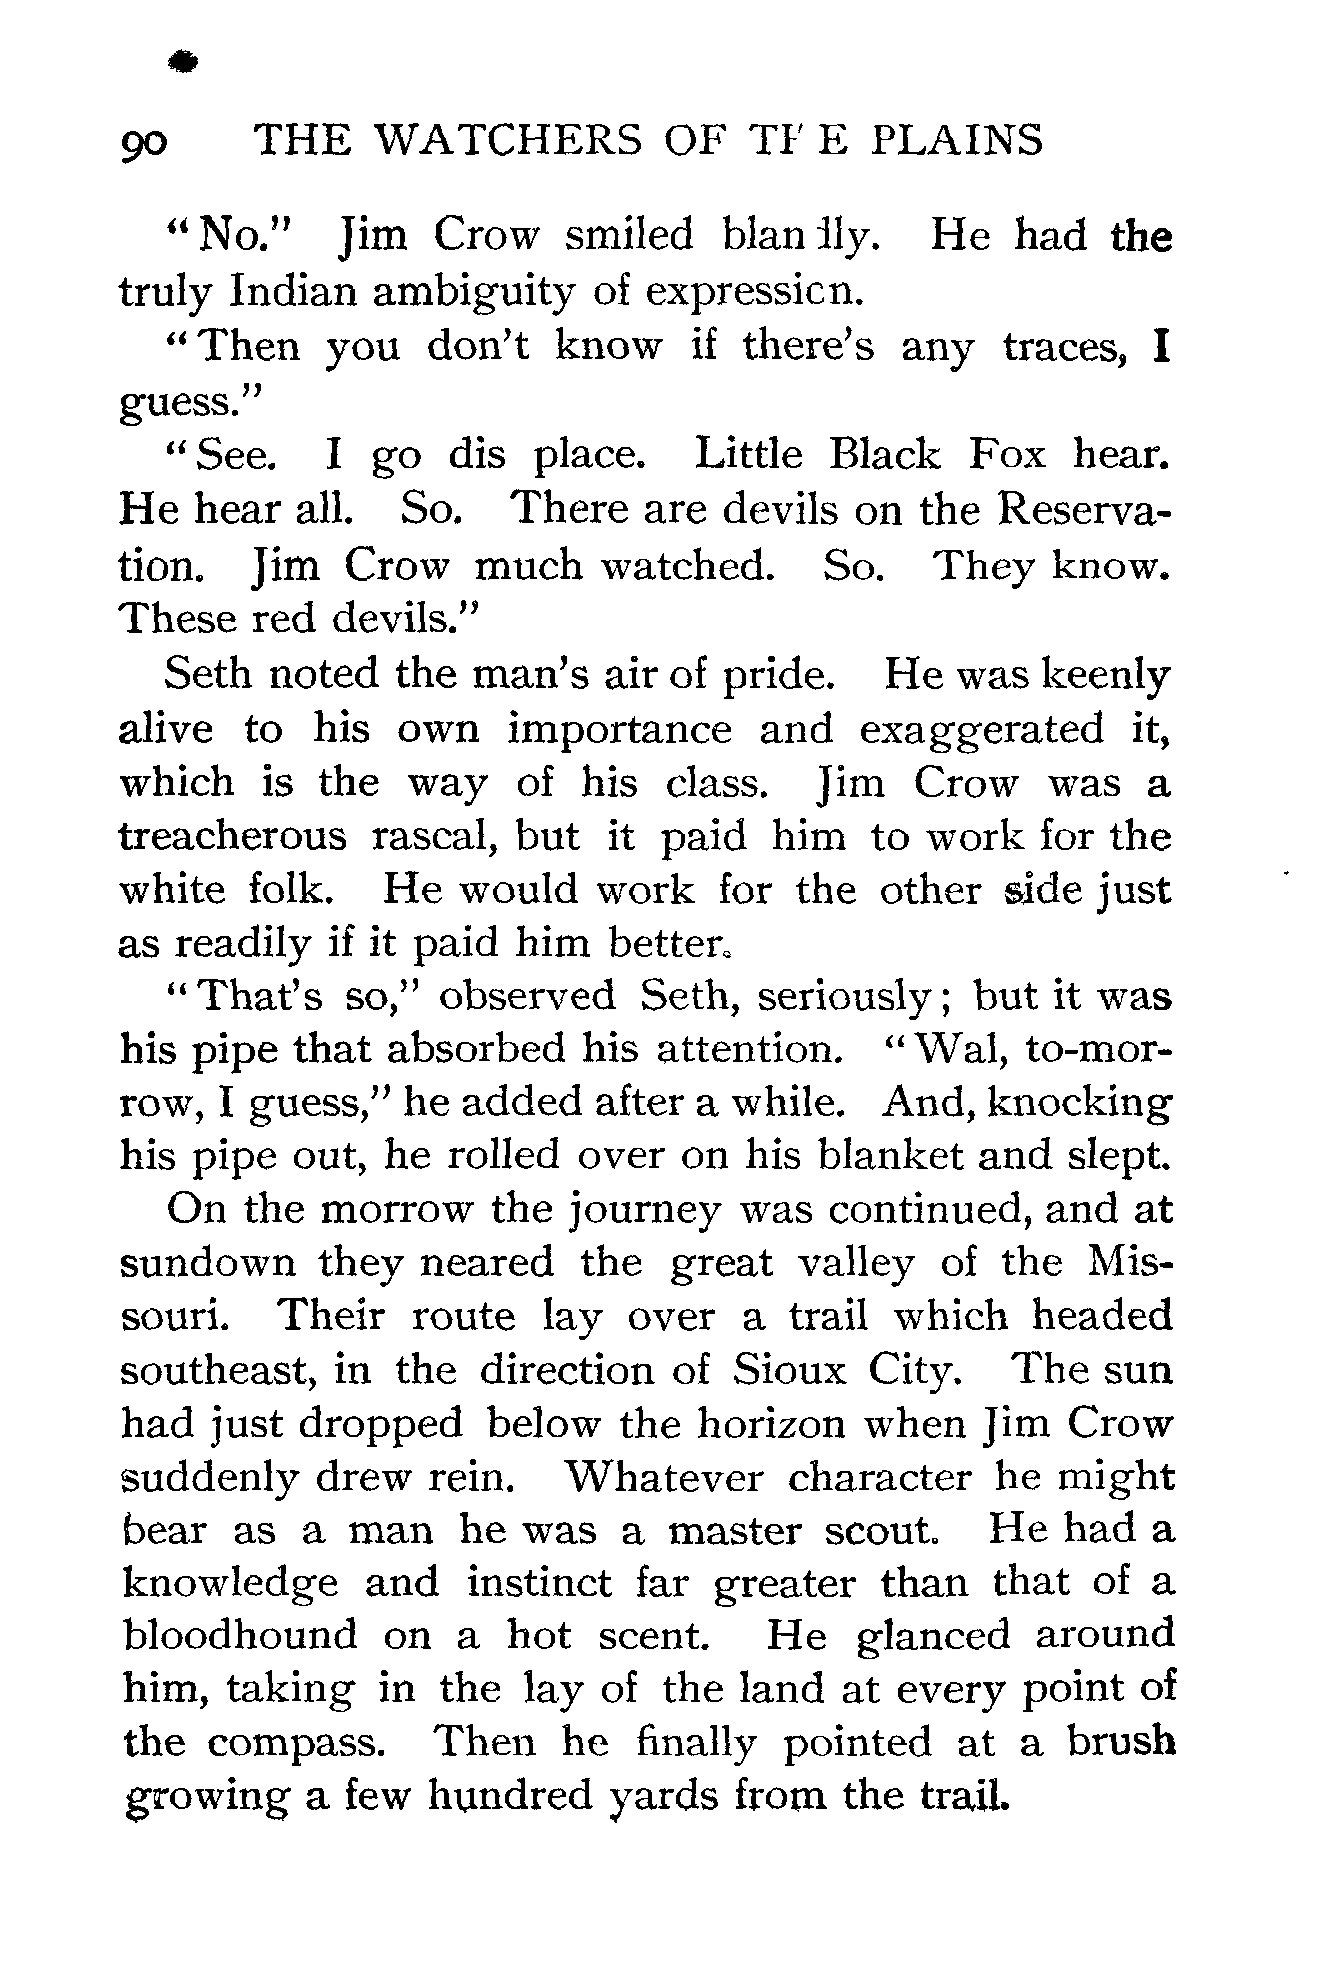 90 THE WATCHERS OF THE PLAINS
"No." Jim Crow smiled blandly. He had the
truly Indian ambiguity of expression.
"Then you don't know if there's any traces, I
guess."
"See. I go dis place. Little Black Fox hear.
He hear all. So. There are devils on the Reserva-
tion. Jim Crow much watched. So. They know.
These red devils."
Seth noted the man's air of pride. He was keenly
alive to his own importance and exaggerated it,
which is the way of his class. Jim Crow was a
treacherous rascal, but it paid him to work for the
white folk. He would work for the other side just
as readily if it paid him better.
"That's so," observed Seth, seriously; but it was
his pipe that absorbed his attention. "Wal, to-mor-
row, I guess," he added after a while. And, knocking
his pipe out, he rolled over on his blanket and slept.
On the morrow the journey was continued, and at
sundown they neared the great valley of the Mis-
souri. Their route lay over a trail which headed
southeast, in the direction of Sioux City. The sun
had just dropped below the horizon when Jim Crow
suddenly drew rein. Whatever character he might
bear as a man he was a master scout. He had a
knowledge and instinct far greater than that of a
bloodhound on a hot scent. He glanced around
him, taking in the lay of the land at every point of
the compass. Then he finally pointed at a brush
growing a few hundred yards from the trail.